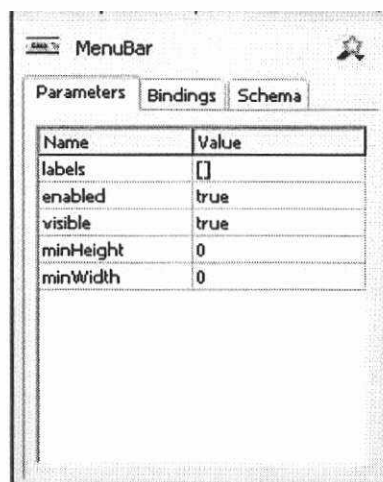 MenuBar
Parameters Bindings Schema
Name Value
labels []
enabled true
visible true
minHeight 0
minWidth 0